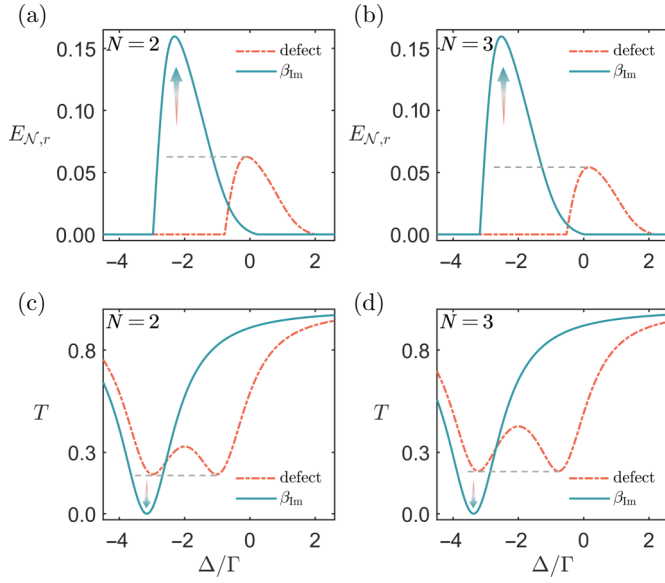 (a)
(b)
N = 2
defect
β_Im
N = 3
defect
β_Im
0.15
0.10
0.05
0.00
E_𝒩,r
−4
−2
0
2
0.15
0.10
0.05
0.00
E_𝒩,r
−4
−2
0
2
(c)
(d)
N = 2
defect
β_Im
N = 3
defect
β_Im
0.8
0.3
0.0
T
−4
−2
0
2
Δ/Γ
0.8
0.3
0.0
T
−4
−2
0
2
Δ/Γ